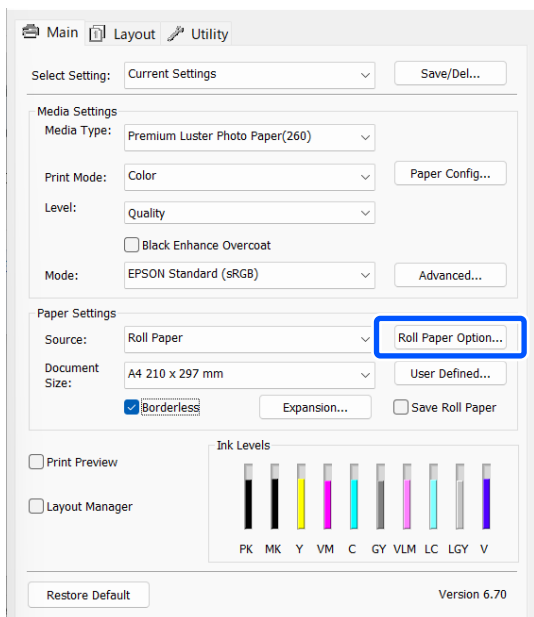 Main Layout Utility
Select Setting: Current Settings Save/Del...
Media Settings
Media Type: Premium Luster Photo Paper(260)
Print Mode: Color Paper Config...
Level: Quality
Black Enhance Overcoat
Mode: EPSON Standard (sRGB) Advanced...
Paper Settings
Source: Roll Paper Roll Paper Option...
Document
Size: A4 210 x 297 mm User Defined...
Borderless Expansion... Save Roll Paper
Print Preview
Layout Manager
Ink Levels
PK MK Y VM C GY VLM LC LGY V
Restore Default Version 6.70